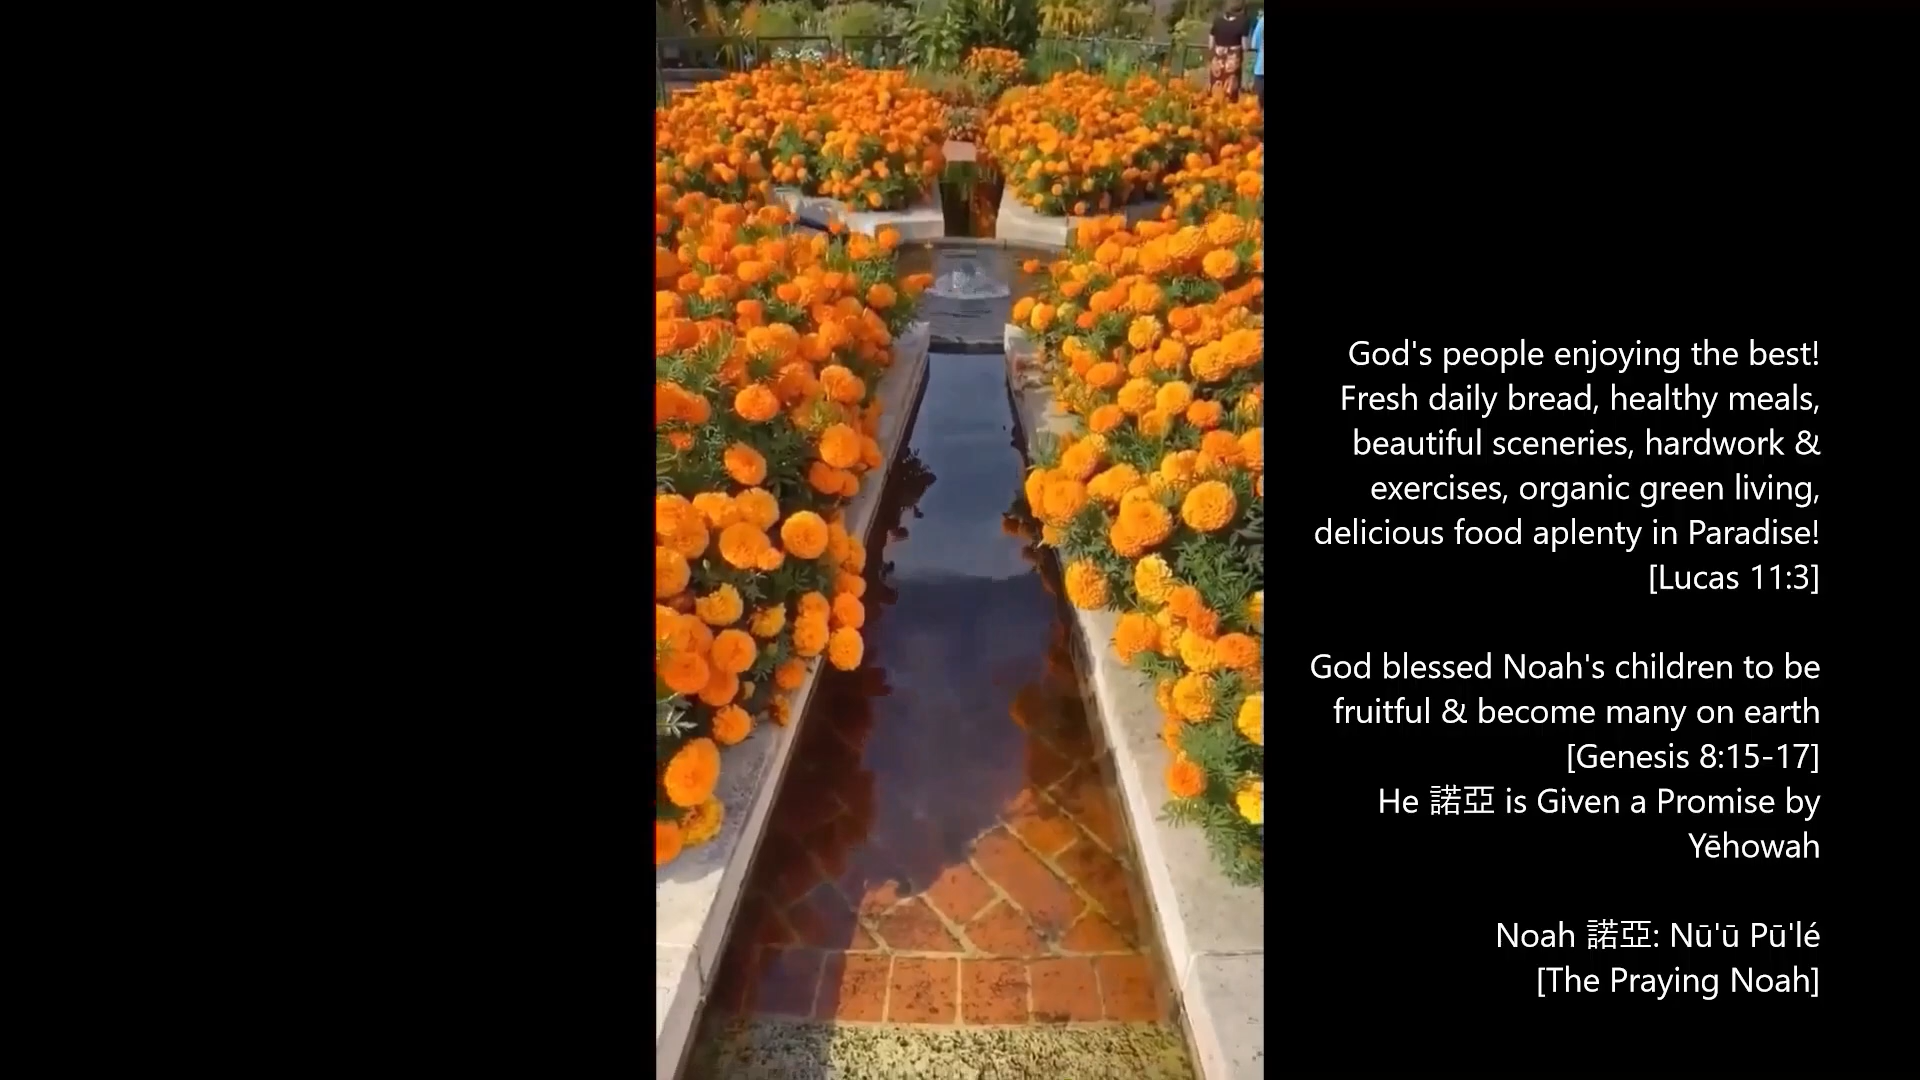 God's people enjoying the best!
Fresh daily bread, healthy meals,
beautiful sceneries, hardwork &
exercises, organic green living,
delicious food aplenty in Paradise!
[Lucas 11:3]
God blessed Noah's children to be
fruitful & become many on earth
[Genesis 8:15-17]
He 諾亞 is Given a Promise by
Yēhowah
Noah 諾亞: Nū'ū Pū'lé
[The Praying Noah]